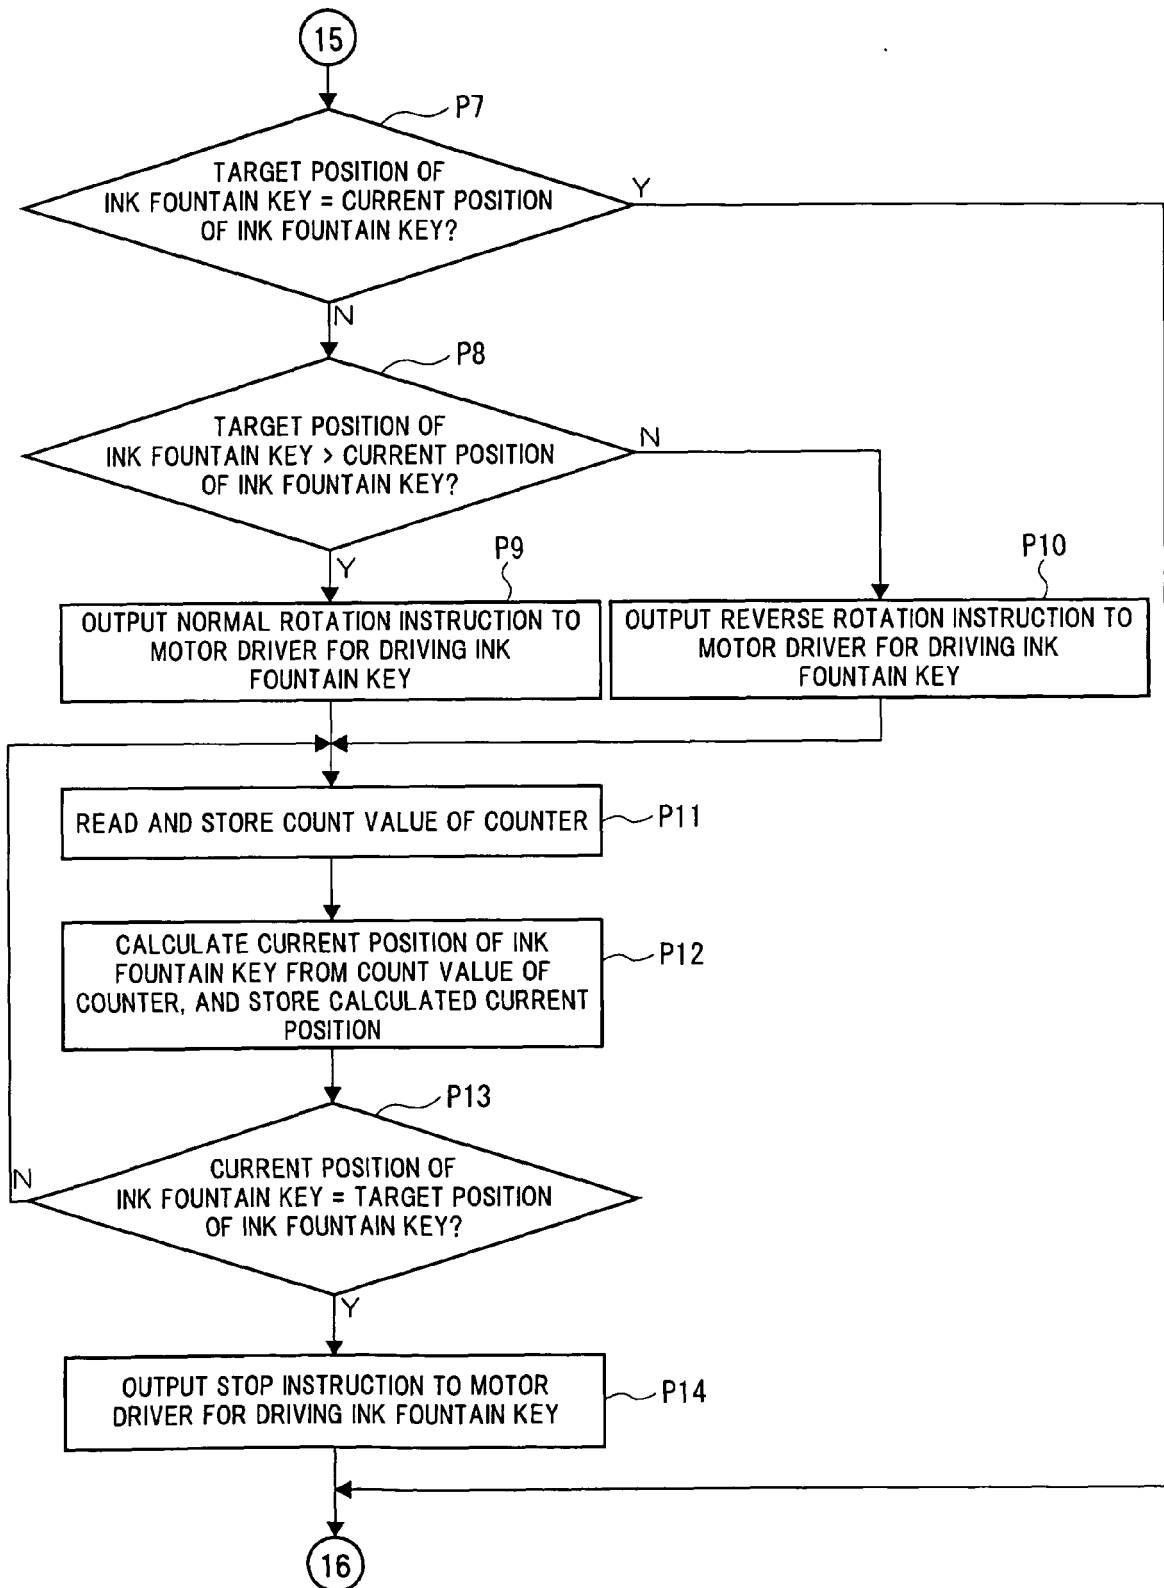 15
P7
TARGET POSITION OF
INK FOUNTAIN KEY = CURRENT POSITION
OF INK FOUNTAIN KEY?
Y
N
P8
TARGET POSITION OF
INK FOUNTAIN KEY > CURRENT POSITION
OF INK FOUNTAIN KEY?
N
Y
P9
OUTPUT NORMAL ROTATION INSTRUCTION TO
MOTOR DRIVER FOR DRIVING INK
FOUNTAIN KEY
P10
OUTPUT REVERSE ROTATION INSTRUCTION TO
MOTOR DRIVER FOR DRIVING INK
FOUNTAIN KEY
READ AND STORE COUNT VALUE OF COUNTER
P11
CALCULATE CURRENT POSITION OF INK
FOUNTAIN KEY FROM COUNT VALUE OF
COUNTER, AND STORE CALCULATED CURRENT
POSITION
P12
P13
CURRENT POSITION OF
INK FOUNTAIN KEY = TARGET POSITION
OF INK FOUNTAIN KEY?
N
Y
OUTPUT STOP INSTRUCTION TO MOTOR
DRIVER FOR DRIVING INK FOUNTAIN KEY
P14
16